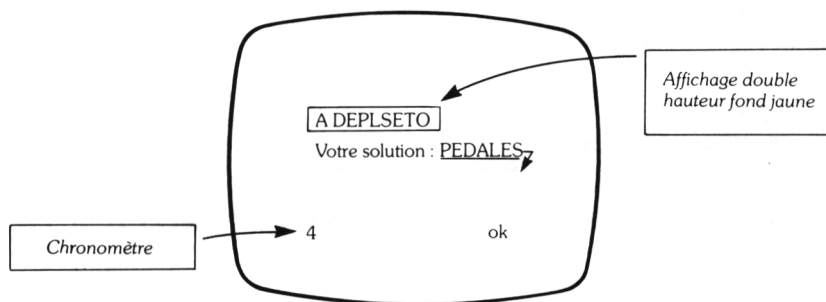 Affichage double
hauteur fond jaune
A DEPLSETO
Votre solution : PEDALES
Chronomètre
4
ok